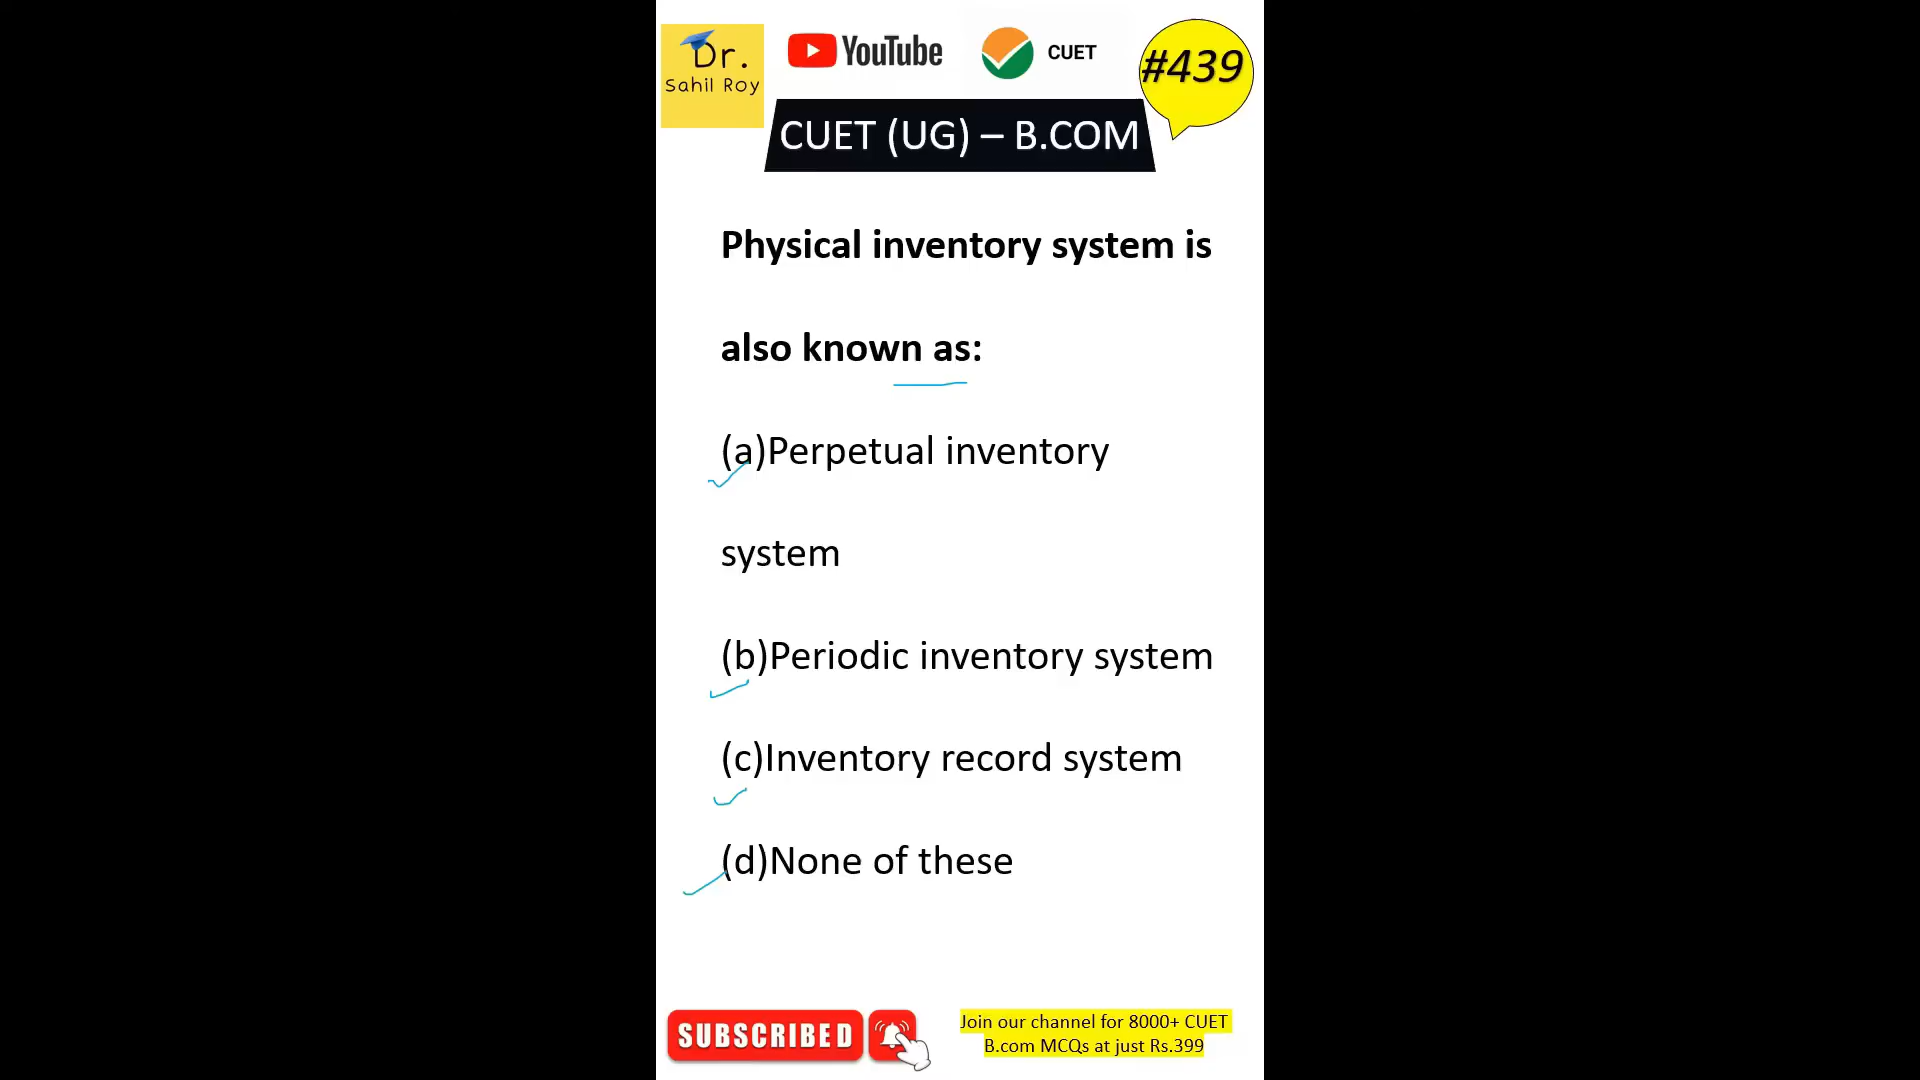 Dr.
Sahil Roy
YouTube
CUET
#439
CUET (UG) – B.COM
Physical inventory system is
also known as:
(a)Perpetual inventory
system
(b)Periodic inventory system
(c)Inventory record system
(d)None of these
SUBSCRIBED
Join our channel for 8000+ CUET
B.com MCQs at just Rs.399